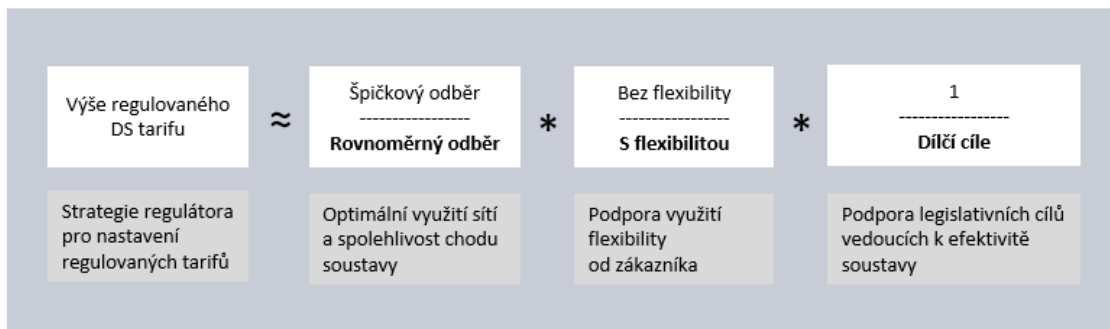 Výše regulovaného
DS tarifu
≈
Špičkový odběr
-----------------
Rovnoměrný odběr
*
Bez flexibility
-----------------
S flexibilitou
*
1
-----------------
Dílčí cíle
Strategie regulátora
pro nastavení
regulovaných tarifů
Optimální využití sítí
a spolehlivost chodu
soustavy
Podpora využití
flexibility
od zákazníka
Podpora legislativních cílů
vedoucích k efektivitě
soustavy